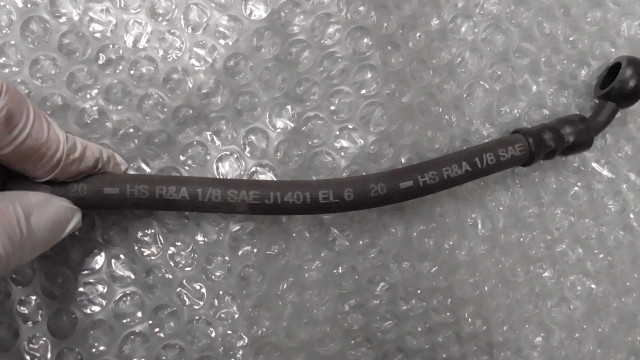 20 — HS R&A 1/8 SAE J1401 EL 6 20 — HS R&A 1/8 SAE